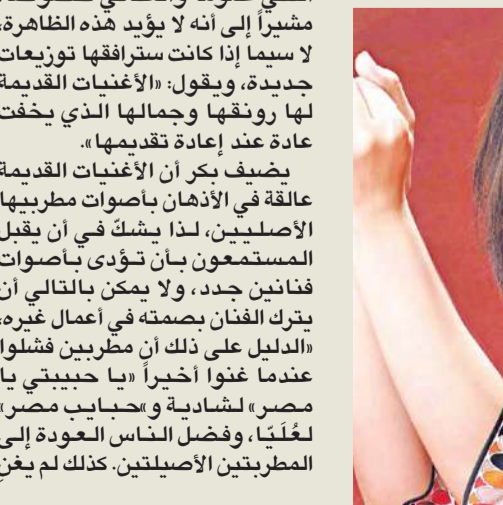 مشيراً إلى أنه لا يؤيد هذه الظاهرة،
لا سيما إذا كانت سترافقها توزيعات
جديدة، ويقول: «الأغنيات القديمة
لها رونقها وجمالها الذي يخفت
عادة عند إعادة تقديمها».
يضيف بكر أن الأغنيات القديمة
عالقة في الأذهان بأصوات مطربيها
الأصليين، لذا يشكّ في أن يقبل
المستمعون بأن تؤدى بأصوات
فنانين جدد، ولا يمكن بالتالي أن
يترك الفنان بصمته في أعمال غيره،
«الدليل على ذلك أن مطربين فشلوا
عندما غنوا أخيراً «يا حبيبتي يا
مصر» لشادية و»حبايب مصر»
لعُلَيّا، وفضل الناس العودة إلى
المطربتين الأصيلتين. كذلك لم يغنِ